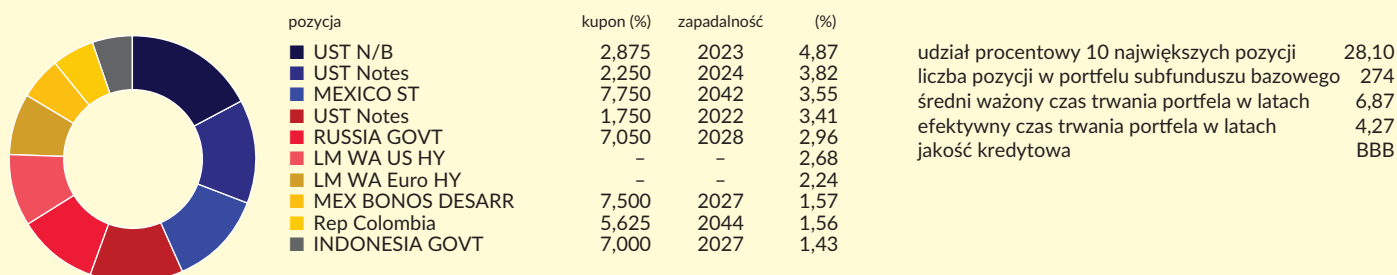 pozycja kupon (%) zapadalność (%)
UST N/B 2,875 2023 4,87
UST Notes 2,250 2024 3,82
MEXICO ST 7,750 2042 3,55
UST Notes 1,750 2022 3,41
RUSSIA GOVT 7,050 2028 2,96
LM WA US HY – – 2,68
LM WA Euro HY – – 2,24
MEX BONOS DESARR 7,500 2027 1,57
Rep Colombia 5,625 2044 1,56
INDONESIA GOVT 7,000 2027 1,43
udział procentowy 10 największych pozycji 28,10
liczba pozycji w portfelu subfunduszu bazowego 274
średni ważony czas trwania portfela w latach 6,87
efektywny czas trwania portfela w latach 4,27
jakość kredytowa BBB